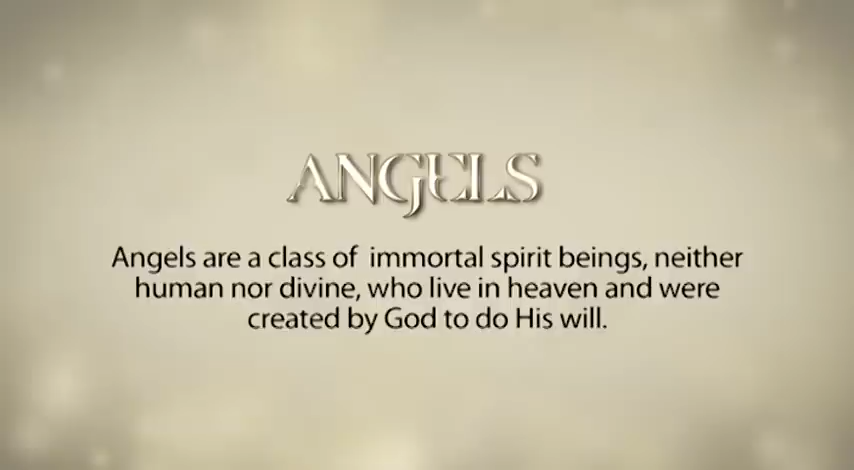 ANGELS
Angels are a class of immortal spirit beings, neither
human nor divine, who live in heaven and were
created by God to do His will.